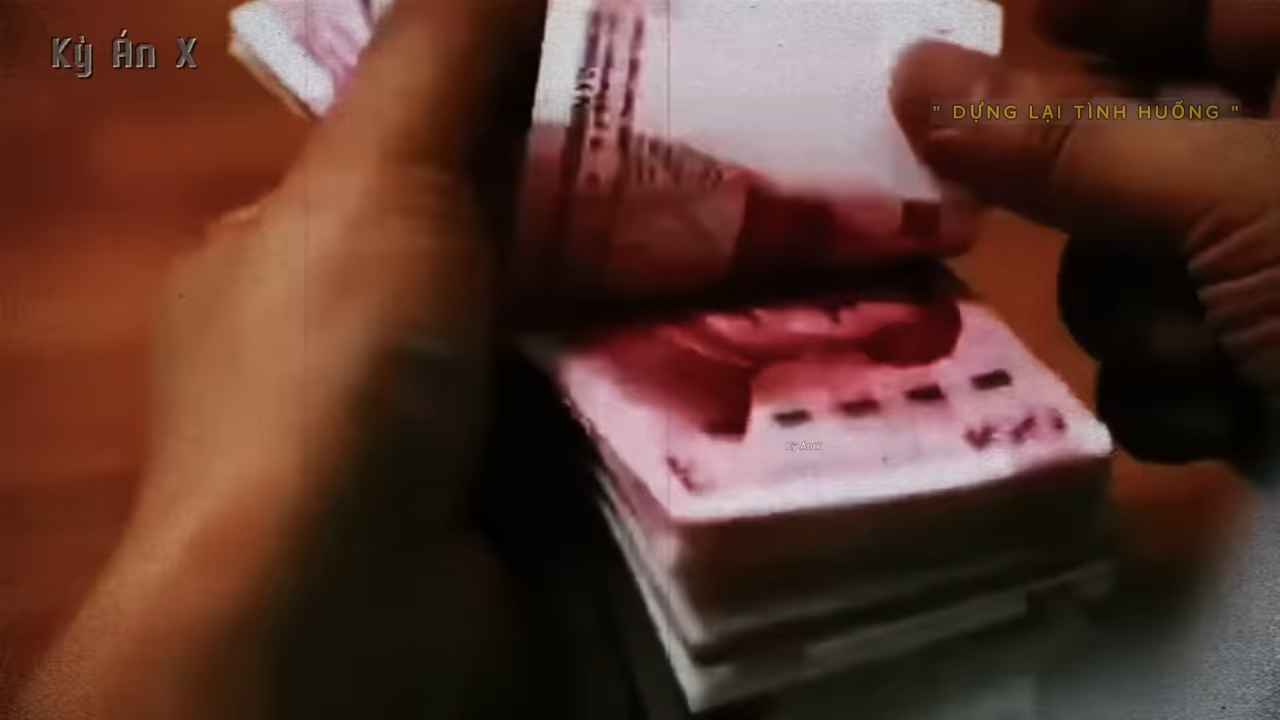 Kỳ Án X
" DỰNG LẠI TÌNH HUỐNG "
Kỳ Án X